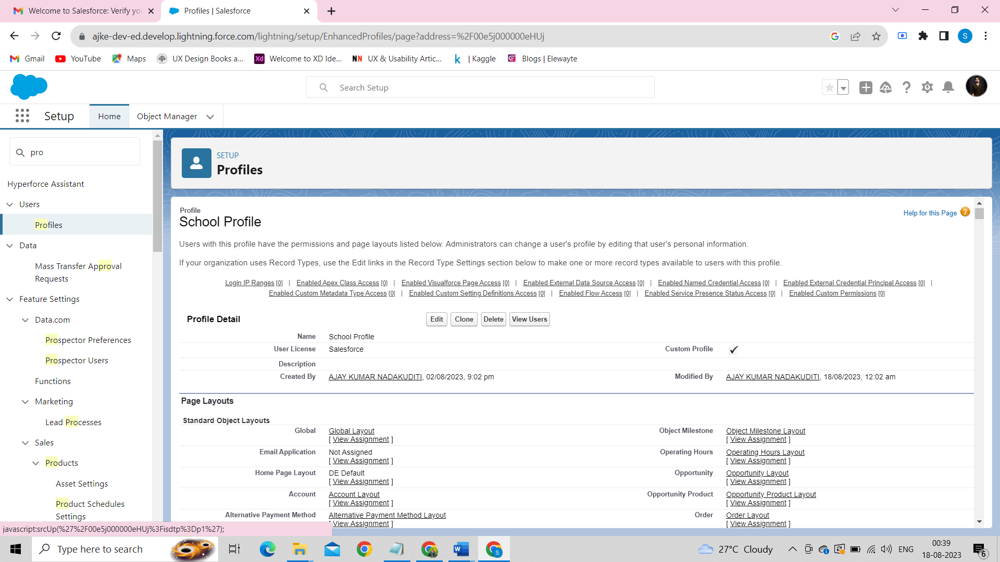 Welcome to Salesforce: Verify yo
Profiles | Salesforce
ajke-dev-ed.develop.lightning.force.com/lightning/setup/EnhancedProfiles/page?address=%2F00e5j000000eHUj
S
Gmail YouTube Maps UX Design Books a... Xd Welcome to XD Ide... NN UX & Usability Artic... k | Kaggle Blogs | Elewayte
Search Setup
Setup Home Object Manager
pro
Hyperforce Assistant
Users
Profiles
Data
Mass Transfer Approval
Requests
Feature Settings
Data.com
Prospector Preferences
Prospector Users
Functions
Marketing
Lead Processes
Sales
Products
Asset Settings
Product Schedules
Settings
javascript:srcUp(%27%2F00e5j000000eHUj%3Fisdtp%3Dp1%27);
SETUP
Profiles
Profile
School Profile
Help for this Page ?
Users with this profile have the permissions and page layouts listed below. Administrators can change a user's profile by editing that user's personal information.
If your organization uses Record Types, use the Edit links in the Record Type Settings section below to make one or more record types available to users with this profile.
Login IP Ranges [0] | Enabled Apex Class Access [0] | Enabled Visualforce Page Access [0] | Enabled External Data Source Access [0] | Enabled Named Credential Access [0] | Enabled External Credential Principal Access [0] |
Enabled Custom Metadata Type Access [0] | Enabled Custom Setting Definitions Access [0] | Enabled Flow Access [0] | Enabled Service Presence Status Access [0] | Enabled Custom Permissions [0]
Profile Detail Edit Clone Delete View Users
Name School Profile
User License Salesforce Custom Profile ✓
Description
Created By AJAY KUMAR NADAKUDITI, 02/08/2023, 9:02 pm Modified By AJAY KUMAR NADAKUDITI, 18/08/2023, 12:02 am
Page Layouts
Standard Object Layouts
Global Global Layout Object Milestone Object Milestone Layout
[ View Assignment ] [ View Assignment ]
Email Application Not Assigned Operating Hours Operating Hours Layout
[ View Assignment ] [ View Assignment ]
Home Page Layout DE Default Opportunity Opportunity Layout
[ View Assignment ] [ View Assignment ]
Account Account Layout Opportunity Product Opportunity Product Layout
[ View Assignment ] [ View Assignment ]
Alternative Payment Method Alternative Payment Method Layout Order Order Layout
[ View Assignment ] [ View Assignment ]
Type here to search
27°C Cloudy
ENG
00:39
18-08-2023
6